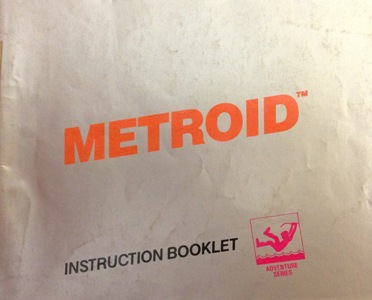 METROID™
INSTRUCTION BOOKLET
ADVENTURE
SERIES